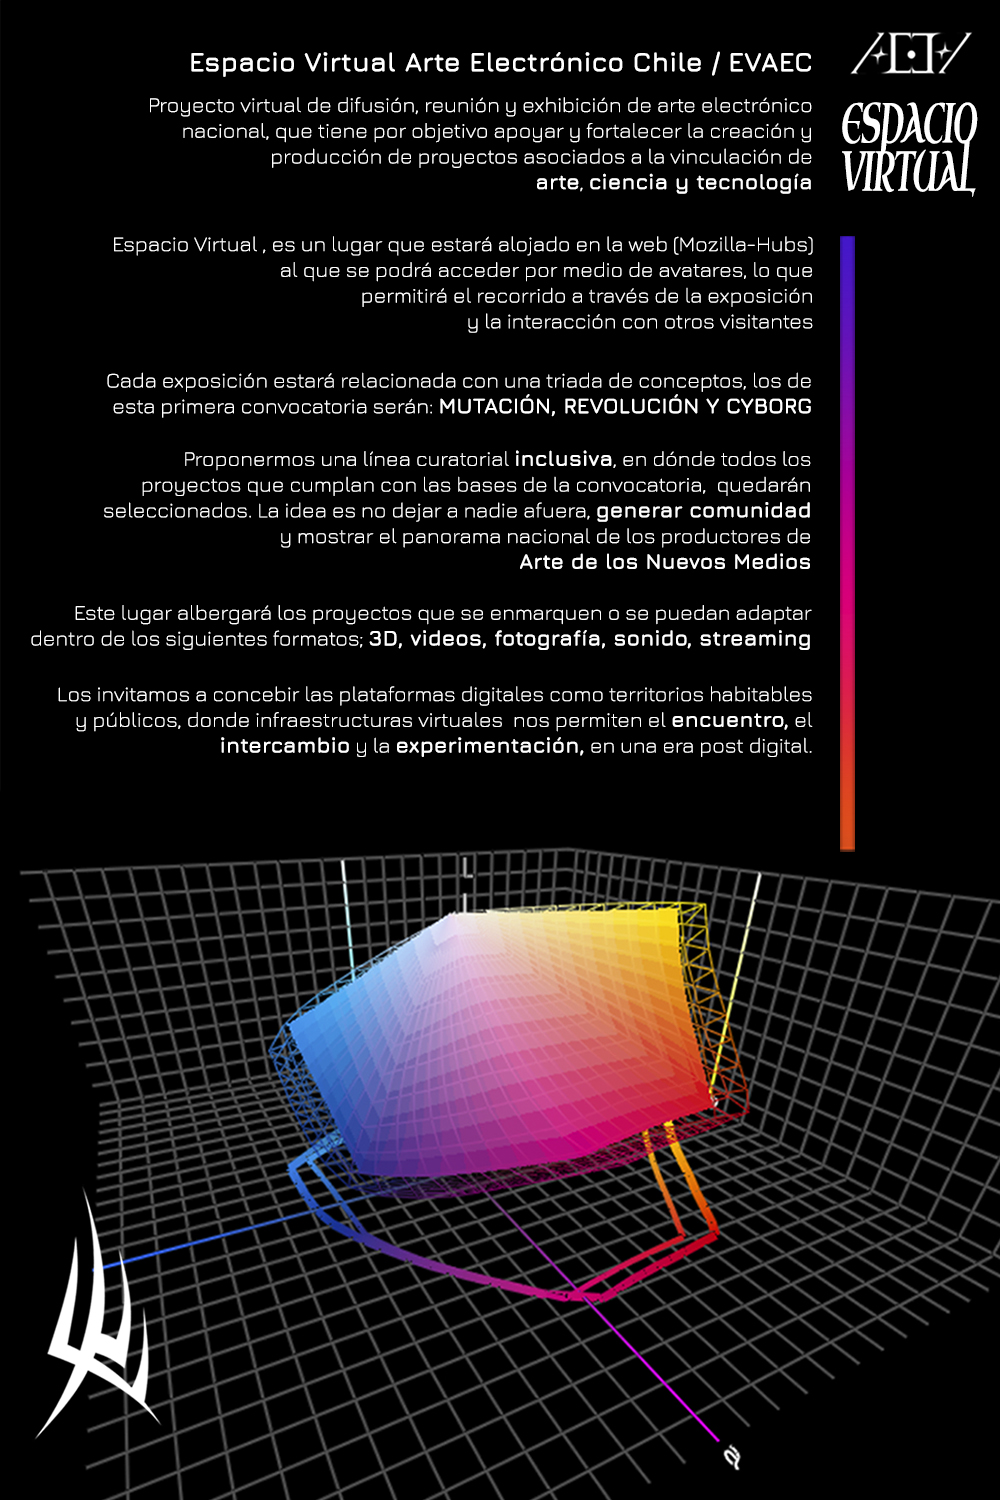 Espacio Virtual Arte Electrónico Chile / EVAEC
ESPACIO
VIRTUAL
Proyecto virtual de difusión, reunión y exhibición de arte electrónico
nacional, que tiene por objetivo apoyar y fortalecer la creación y
producción de proyectos asociados a la vinculación de
arte, ciencia y tecnología
Espacio Virtual , es un lugar que estará alojado en la web (Mozilla-Hubs)
al que se podrá acceder por medio de avatares, lo que
permitirá el recorrido a través de la exposición
y la interacción con otros visitantes
Cada exposición estará relacionada con una triada de conceptos, los de
esta primera convocatoria serán: MUTACIÓN, REVOLUCIÓN Y CYBORG
Proponermos una línea curatorial inclusiva, en dónde todos los
proyectos que cumplan con las bases de la convocatoria, quedarán
seleccionados. La idea es no dejar a nadie afuera, generar comunidad
y mostrar el panorama nacional de los productores de
Arte de los Nuevos Medios
Este lugar albergará los proyectos que se enmarquen o se puedan adaptar
dentro de los siguientes formatos; 3D, videos, fotografía, sonido, streaming
Los invitamos a concebir las plataformas digitales como territorios habitables
y públicos, donde infraestructuras virtuales nos permiten el encuentro, el
intercambio y la experimentación, en una era post digital.
L